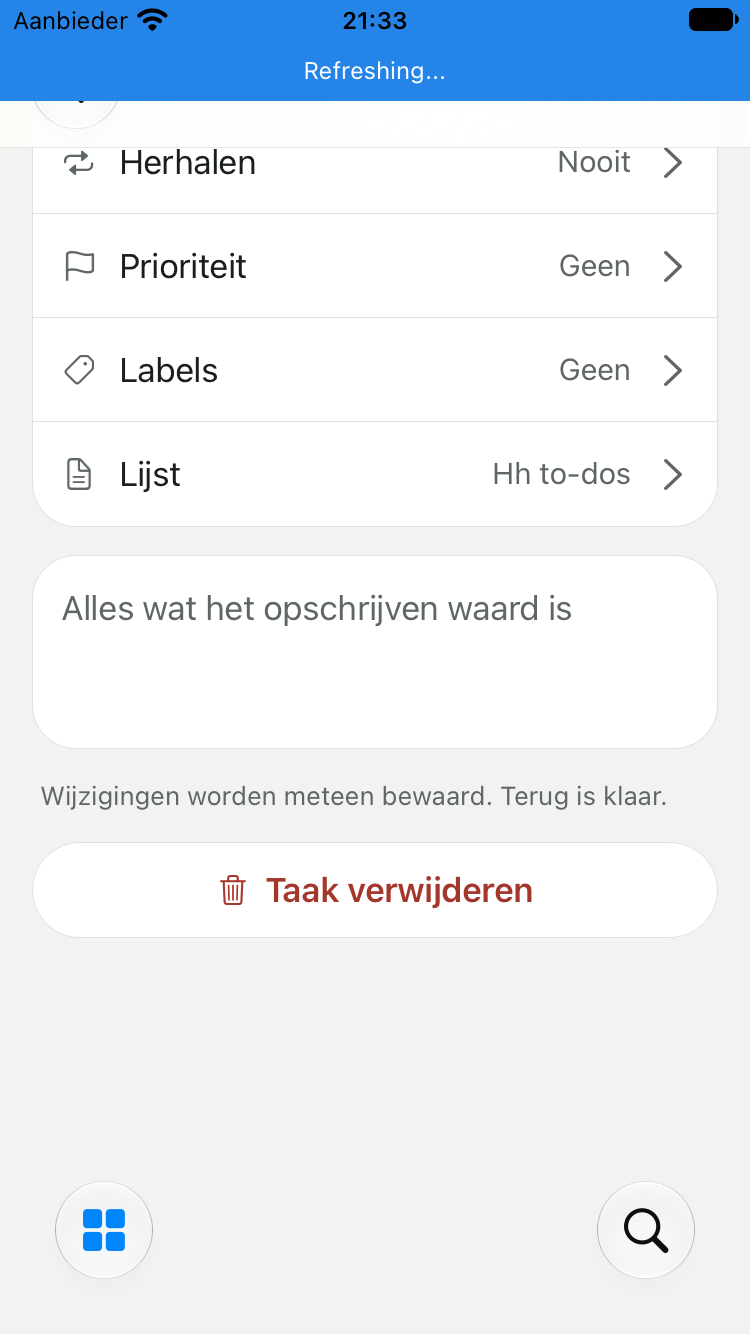 Aanbieder 21:33
Refreshing...
Herhalen Nooit
Prioriteit Geen
Labels Geen
Lijst Hh to-dos
Alles wat het opschrijven waard is
Wijzigingen worden meteen bewaard. Terug is klaar.
Taak verwijderen